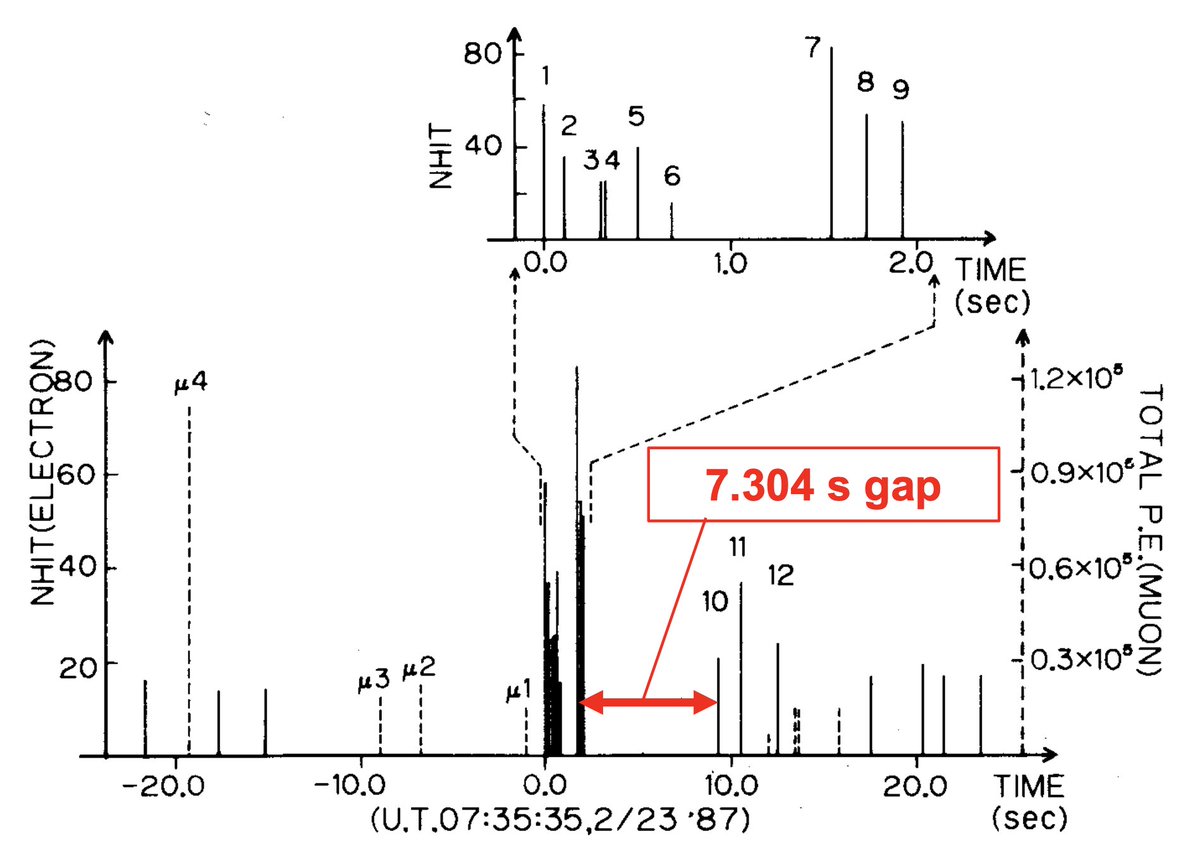 80
40
NHIT
1
2
3 4
5
6
7
8
9
0.0
1.0
2.0
TIME
(sec)
NHIT(ELECTRON)
80
60
40
20
μ4
μ3
μ2
μ1
7.304 s gap
10
11
12
1.2×10⁵
0.9×10⁵
0.6×10⁵
0.3×10⁵
TOTAL P.E.(MUON)
-20.0
-10.0
0.0
10.0
20.0
TIME
(sec)
(U.T.07:35:35,2/23 '87)